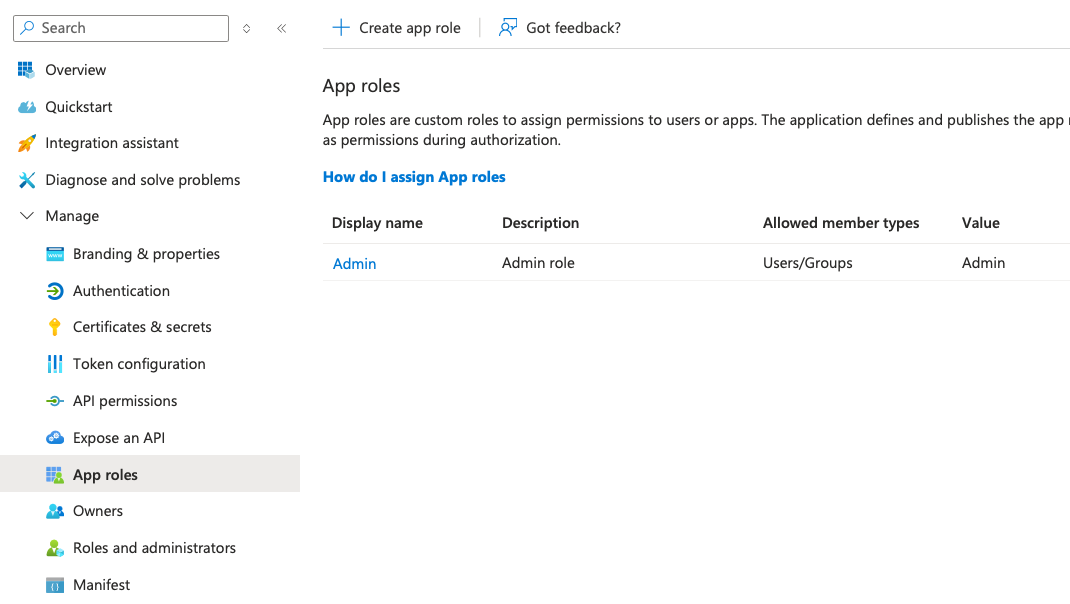 Search
Overview
Quickstart
Integration assistant
Diagnose and solve problems
Manage
Branding & properties
Authentication
Certificates & secrets
Token configuration
API permissions
Expose an API
App roles
Owners
Roles and administrators
Manifest
Create app role
Got feedback?
App roles
App roles are custom roles to assign permissions to users or apps. The application defines and publishes the app
as permissions during authorization.
How do I assign App roles
Display name Description Allowed member types Value
Admin Admin role Users/Groups Admin